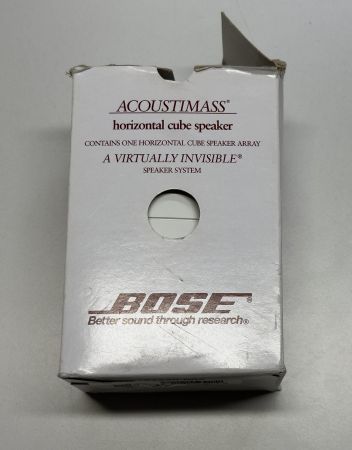 ACOUSTIMASS®
horizontal cube speaker
CONTAINS ONE HORIZONTAL CUBE SPEAKER ARRAY
A VIRTUALLY INVISIBLE®
SPEAKER SYSTEM
BOSE®
Better sound through research®